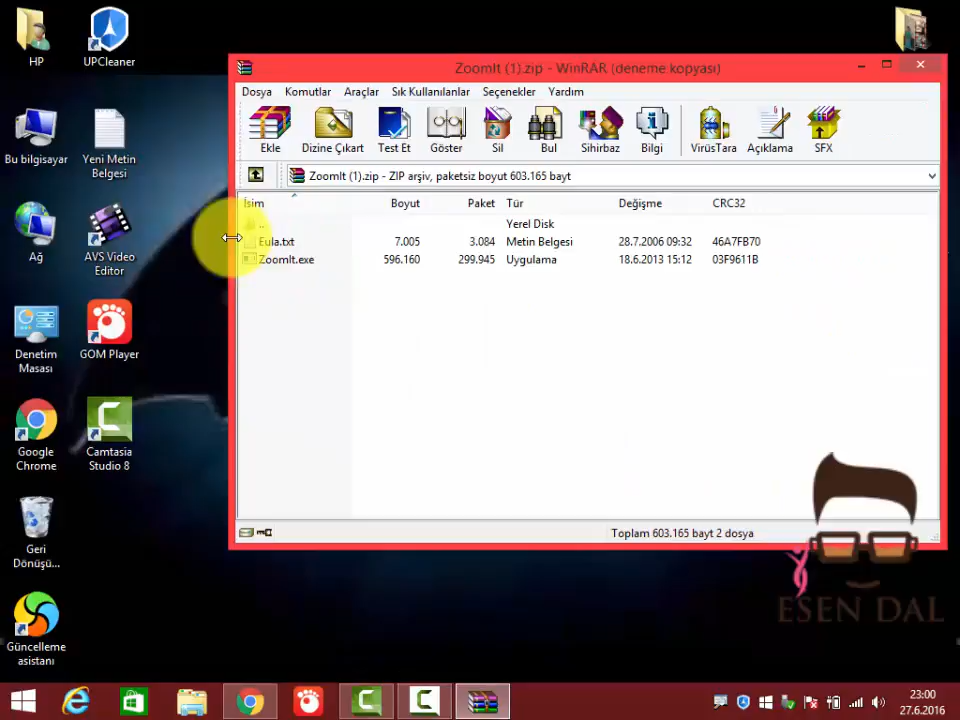 HP
UPCleaner
Bu bilgisayar
Yeni Metin
Belgesi
Ağ
AVS Video
Editor
Denetim
Masası
GOM Player
Google
Chrome
Camtasia
Studio 8
Geri
Dönüşü...
Güncelleme
asistanı
ZoomIt (1).zip - WinRAR (deneme kopyası)
Dosya Komutlar Araçlar Sık Kullanılanlar Seçenekler Yardım
Ekle Dizine Çıkart Test Et Göster Sil Bul Sihirbaz Bilgi VirüsTara Açıklama SFX
ZoomIt (1).zip - ZIP arşiv, paketsiz boyut 603.165 bayt
İsim Boyut Paket Tür Değişme CRC32
.. Yerel Disk
Eula.txt 7.005 3.084 Metin Belgesi 28.7.2006 09:32 46A7FB70
ZoomIt.exe 596.160 299.945 Uygulama 18.6.2013 15:12 03F9611B
Toplam 603.165 bayt 2 dosya
ESEN DAL
23:00
27.6.2016